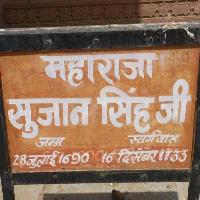 महाराजा
सुजान सिंह जी
जन्म स्वर्गवास
28 जुलाई 1690 16 दिसंबर 1733